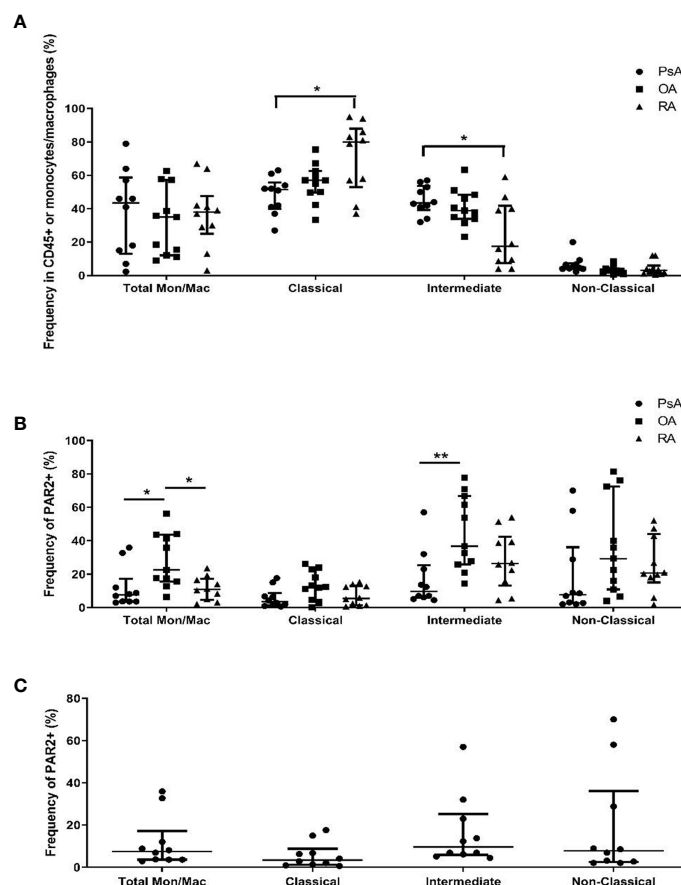 A
PsA
OA
RA
Frequency in CD45+ or monocytes/macrophages (%)
100
80
60
40
20
0
*
*
Total Mon/Mac Classical Intermediate Non-Classical
B
PsA
OA
RA
Frequency of PAR2+ (%)
100
80
60
40
20
0
* * **
Total Mon/Mac Classical Intermediate Non-Classical
C
Frequency of PAR2+ (%)
80
60
40
20
0
Total Mon/Mac Classical Intermediate Non-Classical